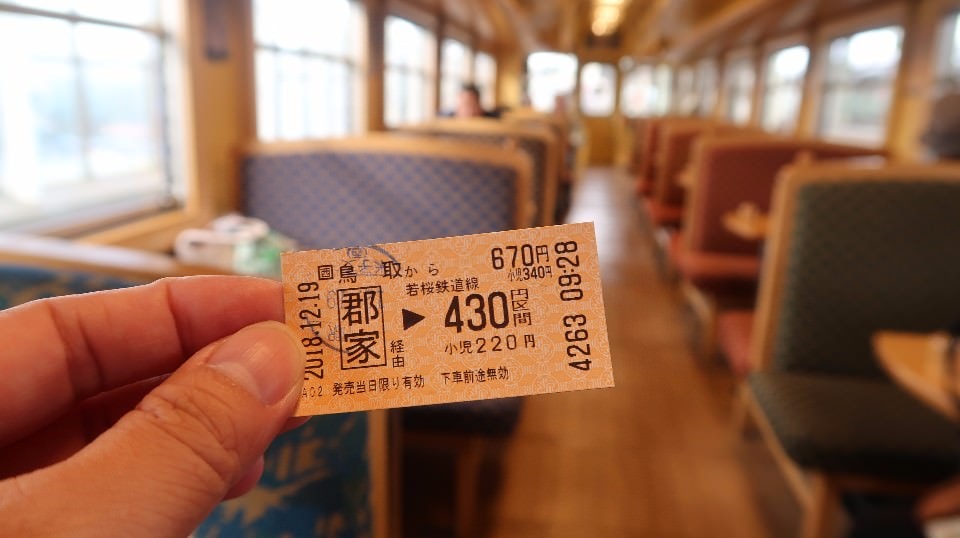 2018.12.19
圜鳥 取から
670円
小児340円
郡家
経由
若桜鉄道線
▶ 430円区間
小児220円
A02 発売当日限り有効 下車前途無効
4263 09:28